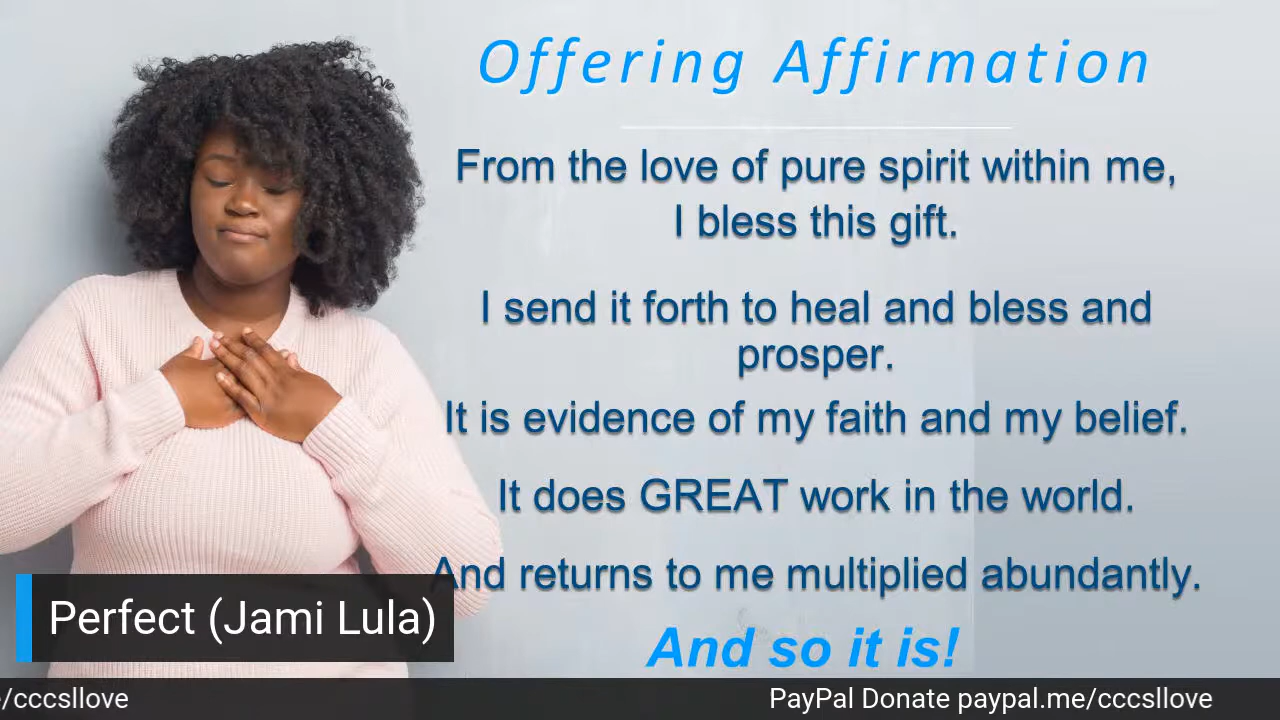 Offering Affirmation
From the love of pure spirit within me,
I bless this gift.
I send it forth to heal and bless and
prosper.
It is evidence of my faith and my belief.
It does GREAT work in the world.
And returns to me multiplied abundantly.
And so it is!
Perfect (Jami Lula)
/cccsllove
PayPal Donate paypal.me/cccsllove